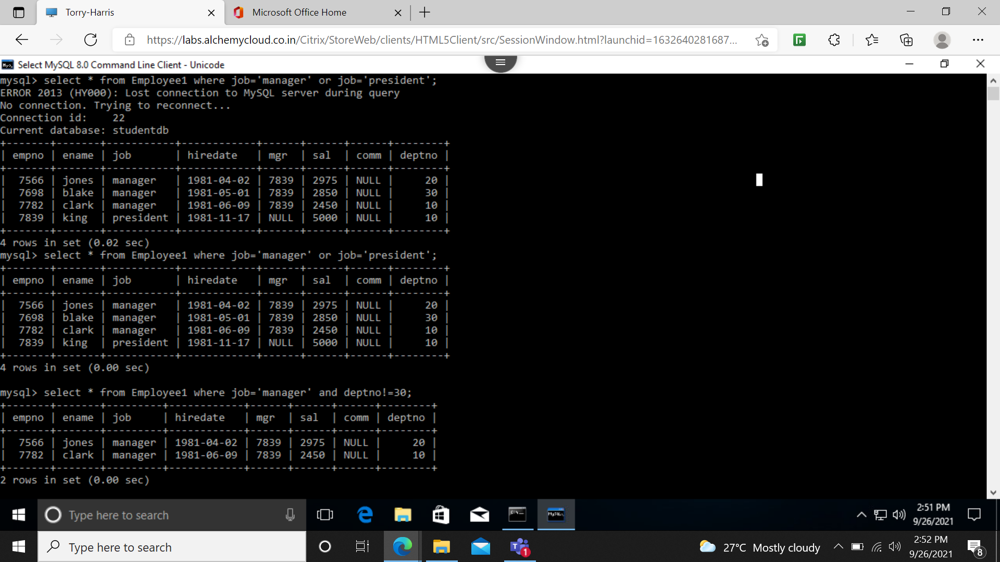 Torry-Harris
Microsoft Office Home
https://labs.alchemycloud.co.in/Citrix/StoreWeb/clients/HTML5Client/src/SessionWindow.html?launchid=1632640281687...
Select MySQL 8.0 Command Line Client - Unicode
mysql> select * from Employee1 where job='manager' or job='president';
ERROR 2013 (HY000): Lost connection to MySQL server during query
No connection. Trying to reconnect...
Connection id:    22
Current database: studentdb
+-------+-------+-----------+------------+------+------+------+--------+
| empno | ename | job       | hiredate   | mgr  | sal  | comm | deptno |
+-------+-------+-----------+------------+------+------+------+--------+
|  7566 | jones | manager   | 1981-04-02 | 7839 | 2975 | NULL |     20 |
|  7698 | blake | manager   | 1981-05-01 | 7839 | 2850 | NULL |     30 |
|  7782 | clark | manager   | 1981-06-09 | 7839 | 2450 | NULL |     10 |
|  7839 | king  | president | 1981-11-17 | NULL | 5000 | NULL |     10 |
+-------+-------+-----------+------------+------+------+------+--------+
4 rows in set (0.02 sec)
mysql> select * from Employee1 where job='manager' or job='president';
+-------+-------+-----------+------------+------+------+------+--------+
| empno | ename | job       | hiredate   | mgr  | sal  | comm | deptno |
+-------+-------+-----------+------------+------+------+------+--------+
|  7566 | jones | manager   | 1981-04-02 | 7839 | 2975 | NULL |     20 |
|  7698 | blake | manager   | 1981-05-01 | 7839 | 2850 | NULL |     30 |
|  7782 | clark | manager   | 1981-06-09 | 7839 | 2450 | NULL |     10 |
|  7839 | king  | president | 1981-11-17 | NULL | 5000 | NULL |     10 |
+-------+-------+-----------+------------+------+------+------+--------+
4 rows in set (0.00 sec)
mysql> select * from Employee1 where job='manager' and deptno!=30;
+-------+-------+---------+------------+------+------+------+--------+
| empno | ename | job     | hiredate   | mgr  | sal  | comm | deptno |
+-------+-------+---------+------------+------+------+------+--------+
|  7566 | jones | manager | 1981-04-02 | 7839 | 2975 | NULL |     20 |
|  7782 | clark | manager | 1981-06-09 | 7839 | 2450 | NULL |     10 |
+-------+-------+---------+------------+------+------+------+--------+
2 rows in set (0.00 sec)
Type here to search
2:51 PM
9/26/2021
Type here to search
1
27°C Mostly cloudy
2:52 PM
9/26/2021
8